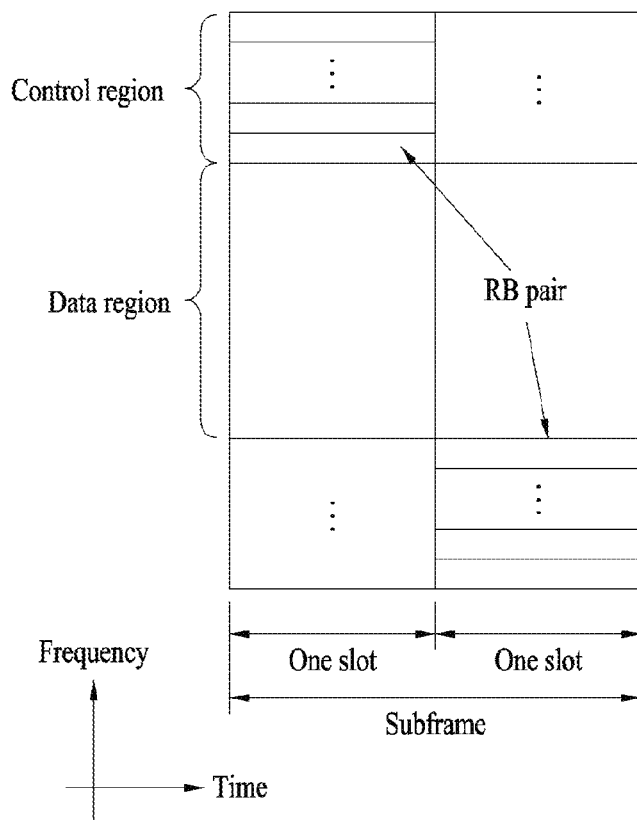 Control region
Data region
RB pair
One slot
One slot
Subframe
Frequency
Time